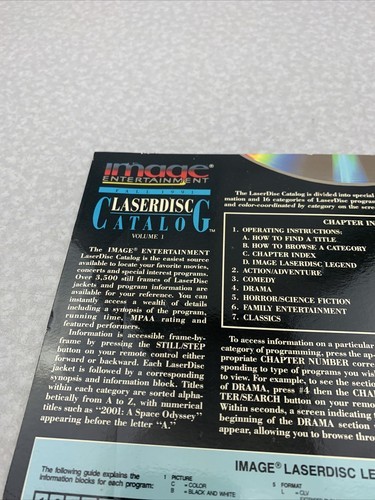 image®
ENTERTAINMENT
LASERDISC
CATALOG™
VOLUME 1
The IMAGE® ENTERTAINMENT
LaserDisc Catalog is the easiest source
available to locate your favorite movies,
concerts and special interest programs.
Over 3,500 still frames of LaserDisc
jackets and program information are
available for your reference. You can
instantly access a wealth of details
including a synopsis of the program,
running time, MPAA rating and
featured performers.
Information is accessible frame-by-
frame by pressing the STILL/STEP
button on your remote control either
forward or backward. Each LaserDisc
jacket is followed by a corresponding
synopsis and information block. Titles
within each category are sorted alpha-
betically from A to Z, with numerical
titles such as "2001: A Space Odyssey"
appearing before the letter "A."
The LaserDisc Catalog is divided into special
mation and 16 categories of LaserDisc progra
and color-coordinated by category on the scre
CHAPTER IN
1. OPERATING INSTRUCTIONS:
A. HOW TO FIND A TITLE
B. HOW TO BROWSE A CATEGORY
C. CHAPTER INDEX
D. IMAGE LASERDISC LEGEND
2. ACTION/ADVENTURE
3. COMEDY
4. DRAMA
5. HORROR/SCIENCE FICTION
6. FAMILY ENTERTAINMENT
7. CLASSICS
To access information on a particular
category of programming, press the ap-
propriate CHAPTER NUMBER corre
sponding to type of programs you wis
to view. For example, to see the section
of DRAMA, press #4 then the CHAP
TER/SEARCH button on your remo
Within seconds, a screen indicating t
beginning of the DRAMA section w
appear, allowing you to browse throu
IMAGE® LASERDISC LE
The following guide explains the
information blocks for each program:
1 PICTURE
C = COLOR
B = BLACK AND WHITE
5 FORMAT
CLV